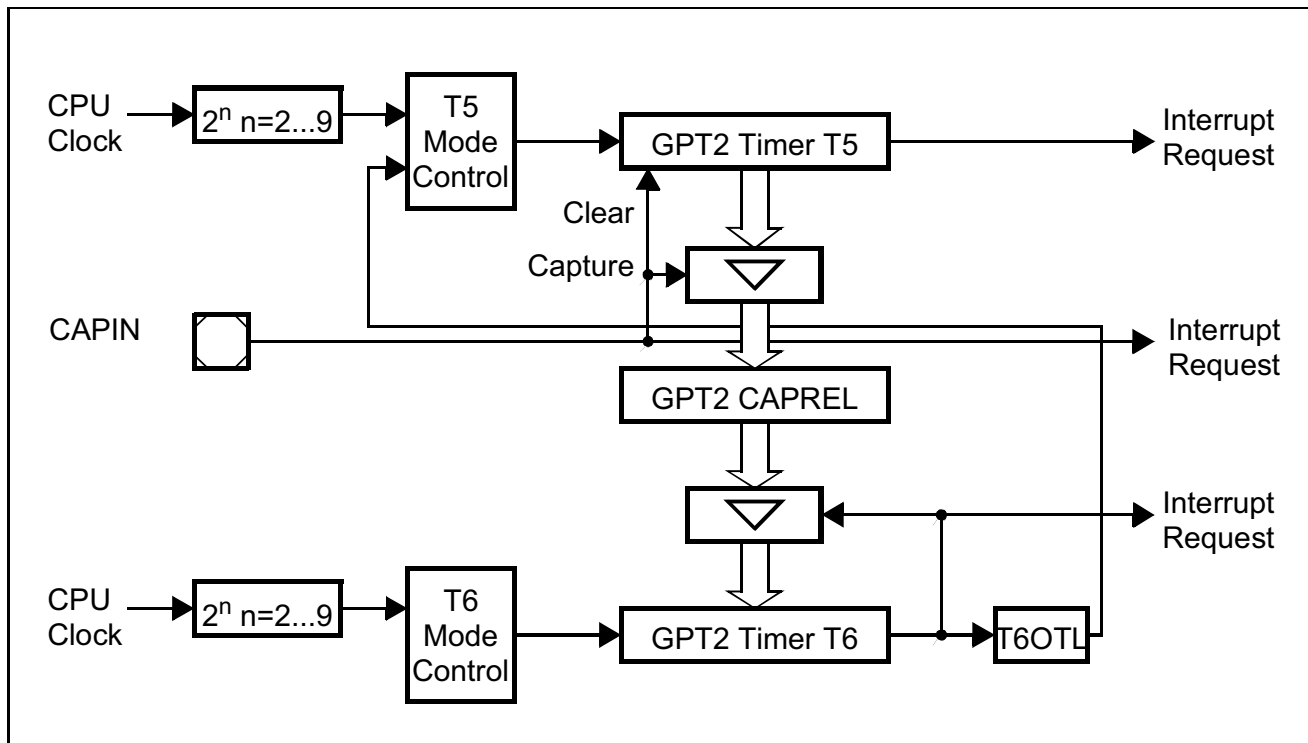 CPU
Clock
2ⁿ n=2...9
T5
Mode
Control
GPT2 Timer T5
Interrupt
Request
Clear
Capture
CAPIN
Interrupt
Request
GPT2 CAPREL
Interrupt
Request
CPU
Clock
2ⁿ n=2...9
T6
Mode
Control
GPT2 Timer T6
T6OTL